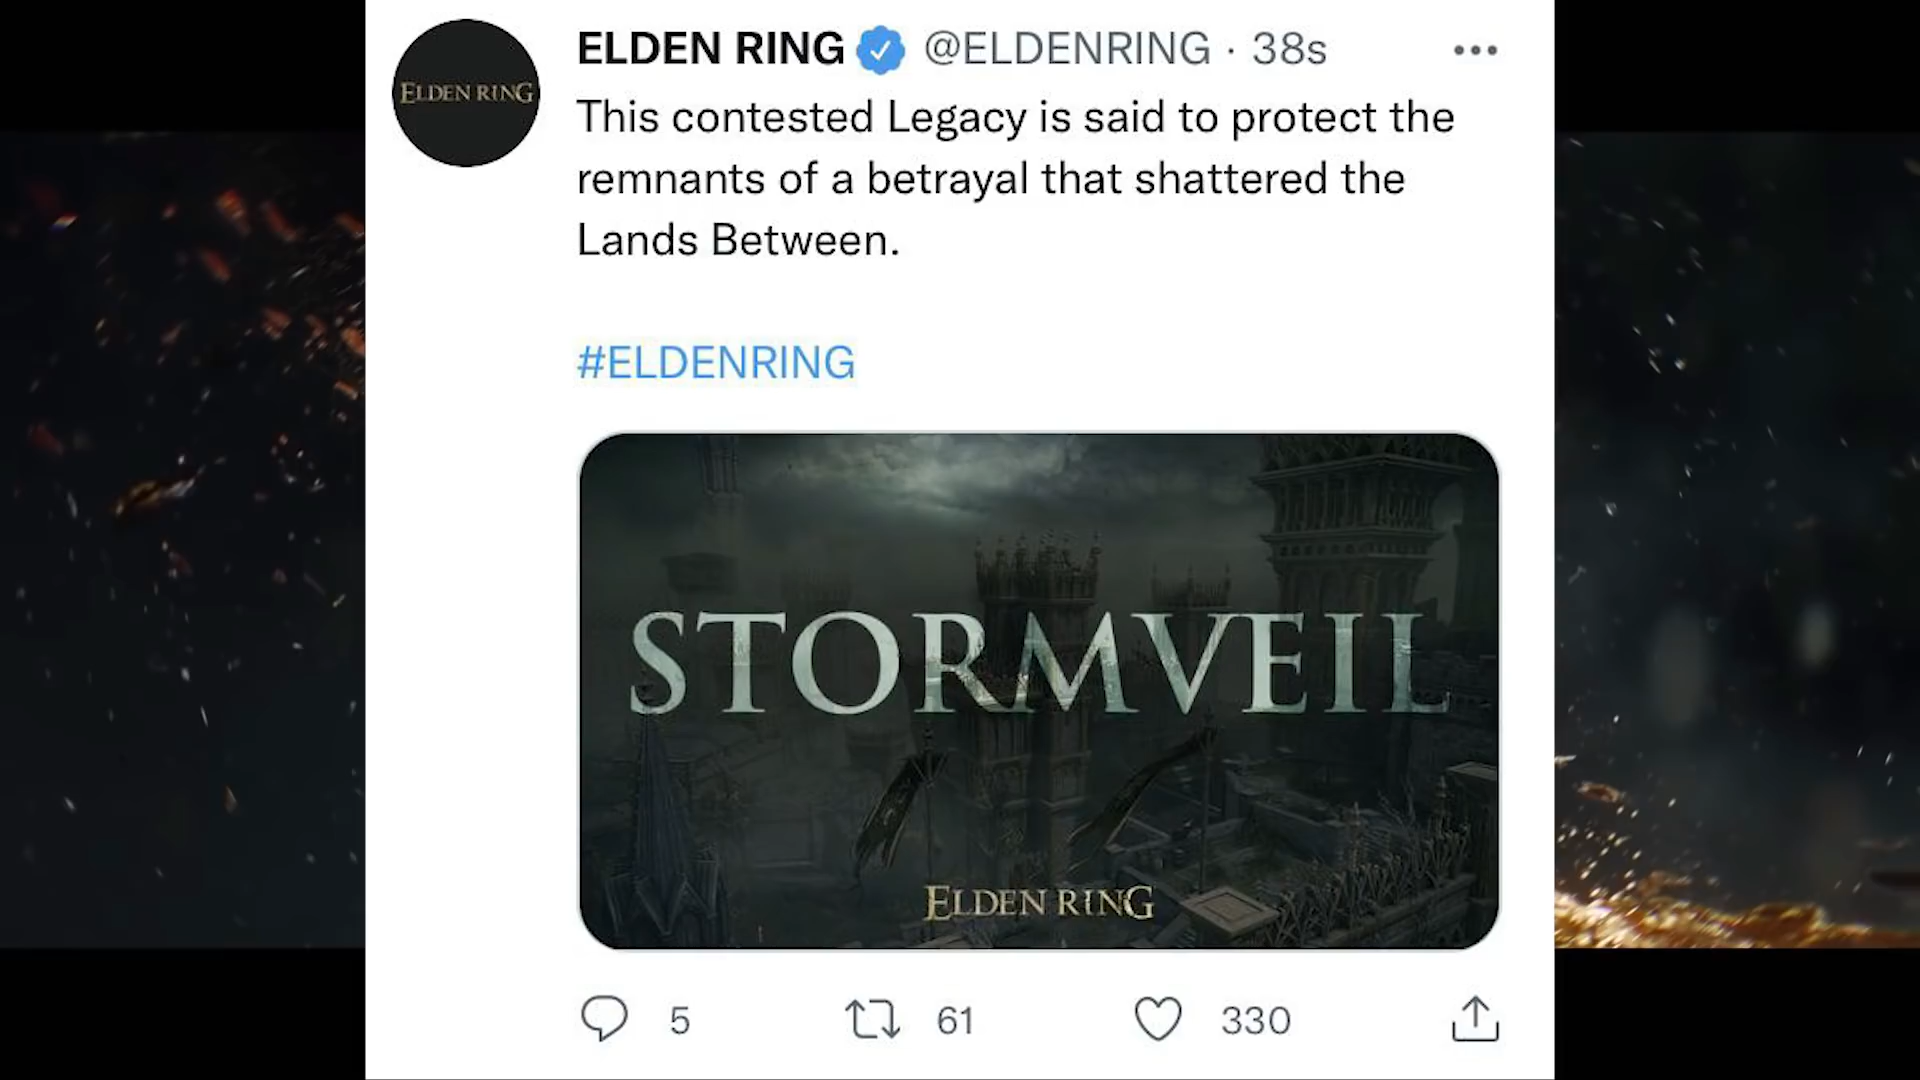 ELDEN RING
ELDEN RING @ELDENRING · 38s
This contested Legacy is said to protect the
remnants of a betrayal that shattered the
Lands Between.
#ELDENRING
STORMVEIL
ELDEN RING
5 61 330